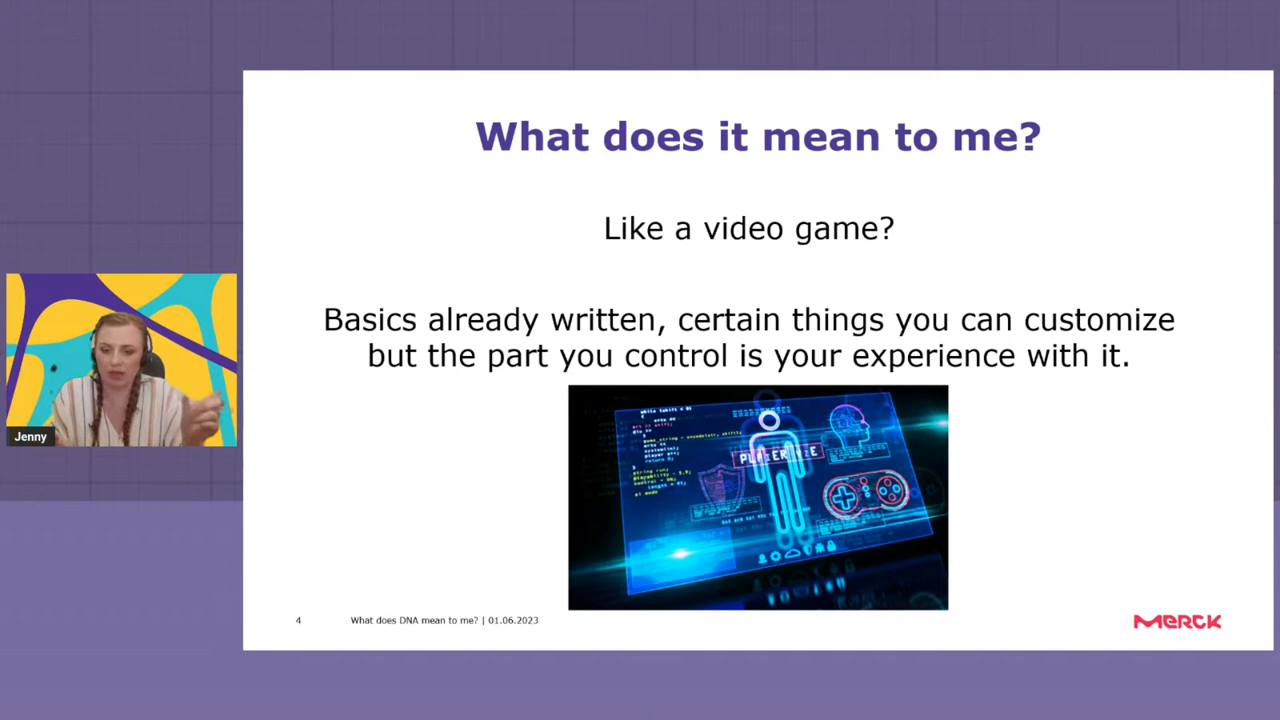 What does it mean to me?
Like a video game?
Basics already written, certain things you can customize
but the part you control is your experience with it.
Jenny
4
What does DNA mean to me? | 01.06.2023
MERCK